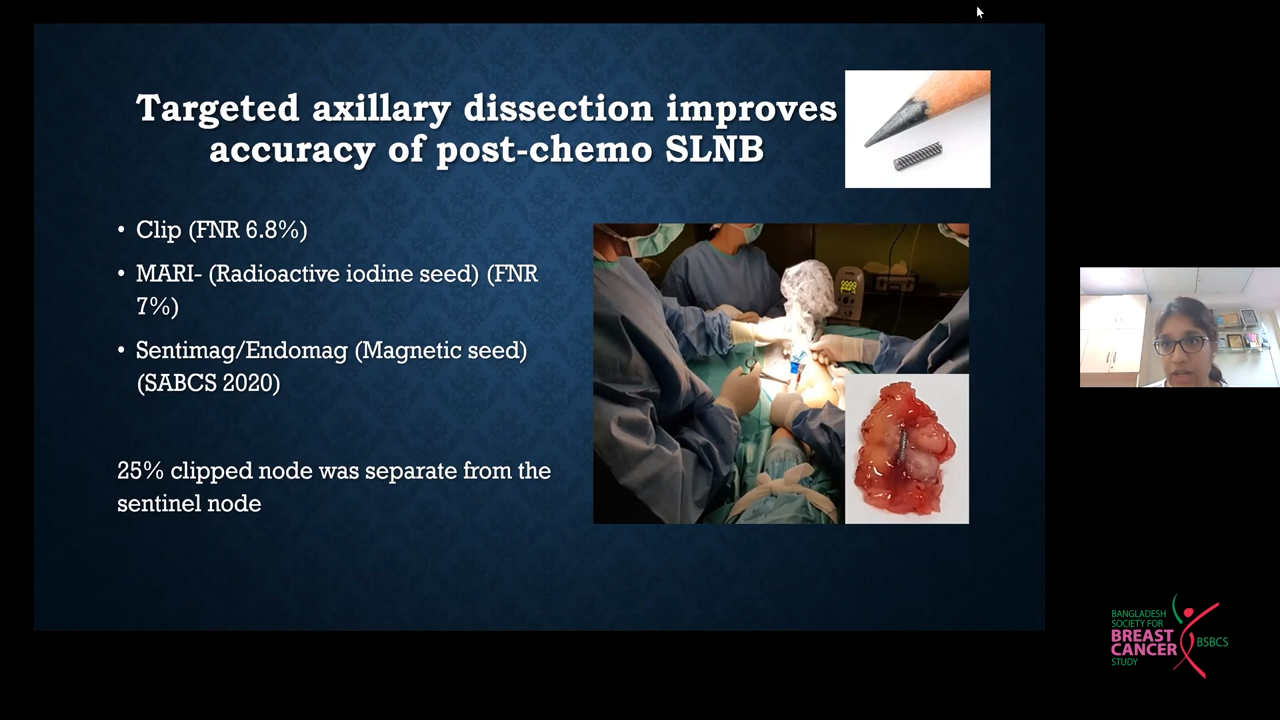 Targeted axillary dissection improves
accuracy of post-chemo SLNB
• Clip (FNR 6.8%)
• MARI- (Radioactive iodine seed) (FNR
7%)
• Sentimag/Endomag (Magnetic seed)
(SABCS 2020)
25% clipped node was separate from the
sentinel node
BANGLADESH
SOCIETY FOR
BREAST
CANCER
STUDY
BSBCS